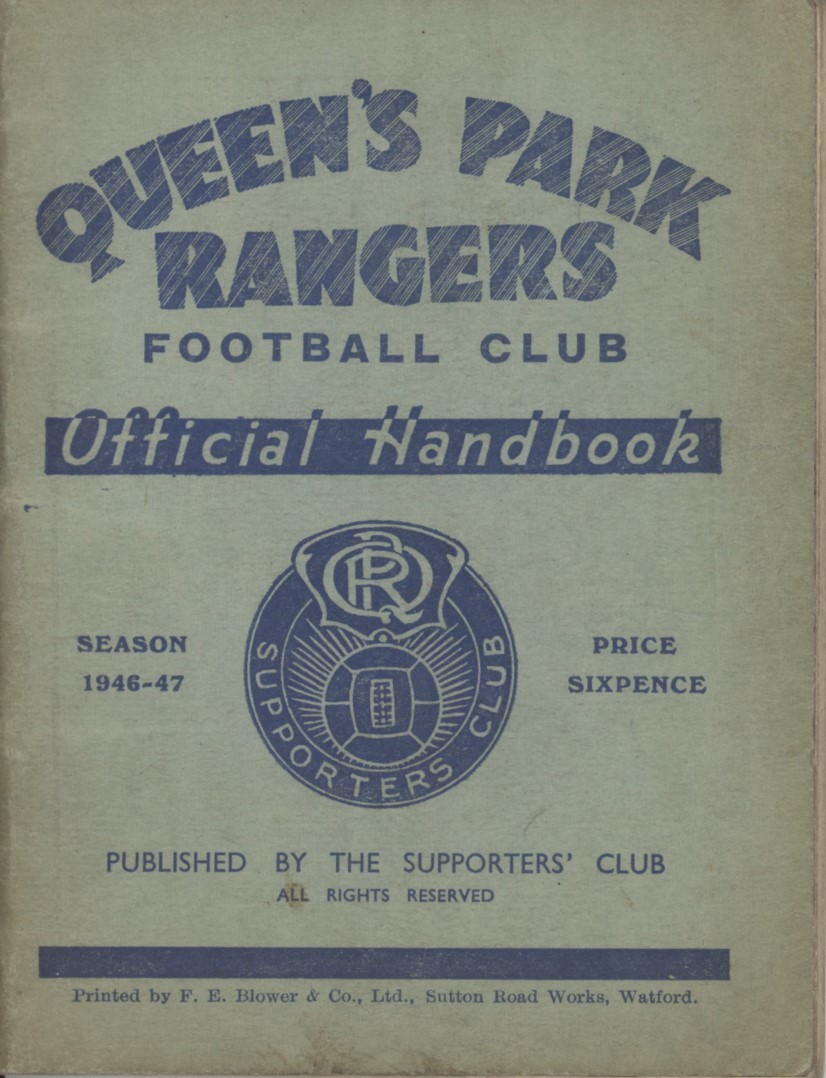 QUEEN'S PARK
RANGERS
FOOTBALL CLUB
Official Handbook
QPR
SUPPORTERS CLUB
SEASON
1946-47
PRICE
SIXPENCE
PUBLISHED BY THE SUPPORTERS' CLUB
ALL RIGHTS RESERVED
Printed by F. E. Blower & Co., Ltd., Sutton Road Works, Watford.